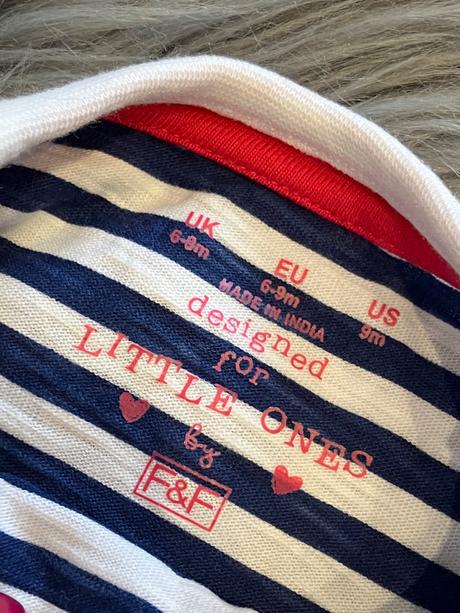 UK
6-9m
EU
6-9m
US
9m
MADE IN INDIA
designed
for
LITTLE ONES
by
F&F